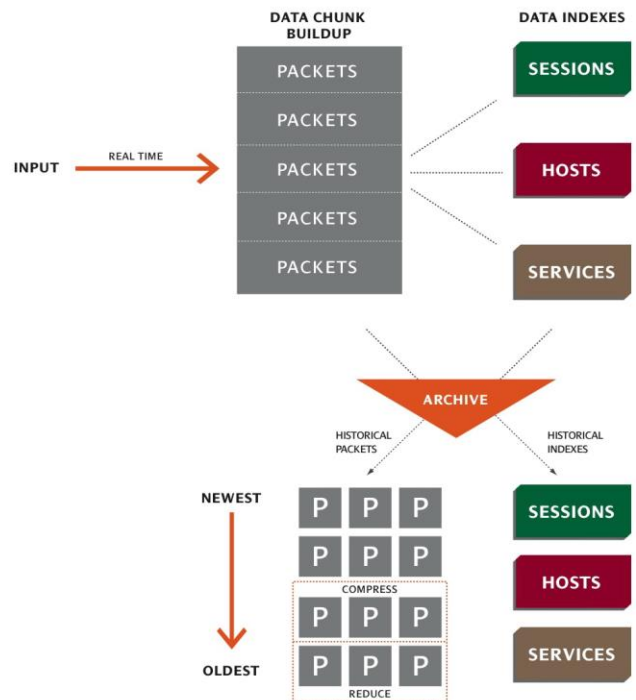 DATA CHUNK
BUILDUP
DATA INDEXES
PACKETS
PACKETS
PACKETS
PACKETS
PACKETS
INPUT
REAL TIME
SESSIONS
HOSTS
SERVICES
ARCHIVE
HISTORICAL
PACKETS
HISTORICAL
INDEXES
NEWEST
OLDEST
P P P
P P P
COMPRESS
P P P
P P P
REDUCE
SESSIONS
HOSTS
SERVICES